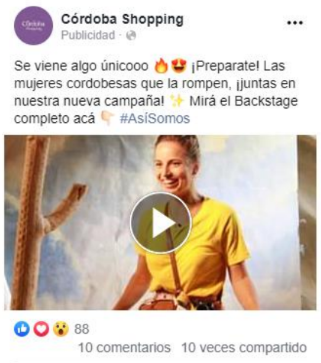 Córdoba Shopping
Publicidad ·
Se viene algo únicooo 🔥😍 ¡Preparate! Las
mujeres cordobesas que la rompen, ¡juntas en
nuestra nueva campaña! ✨ Mirá el Backstage
completo acá 👇🏻 #AsíSomos
88
10 comentarios 10 veces compartido